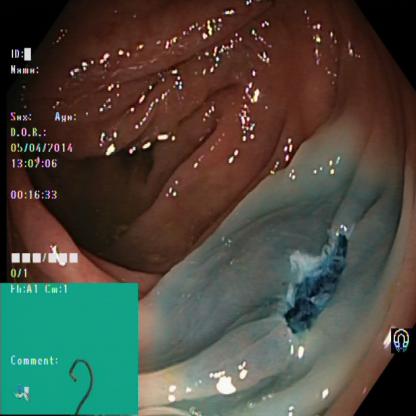 ID:
Name:
Sex: Age:
D.O.B.:
05/04/2014
13:07:06
00:16:33
0/1
Eh:A1 Cm:1
Comment: